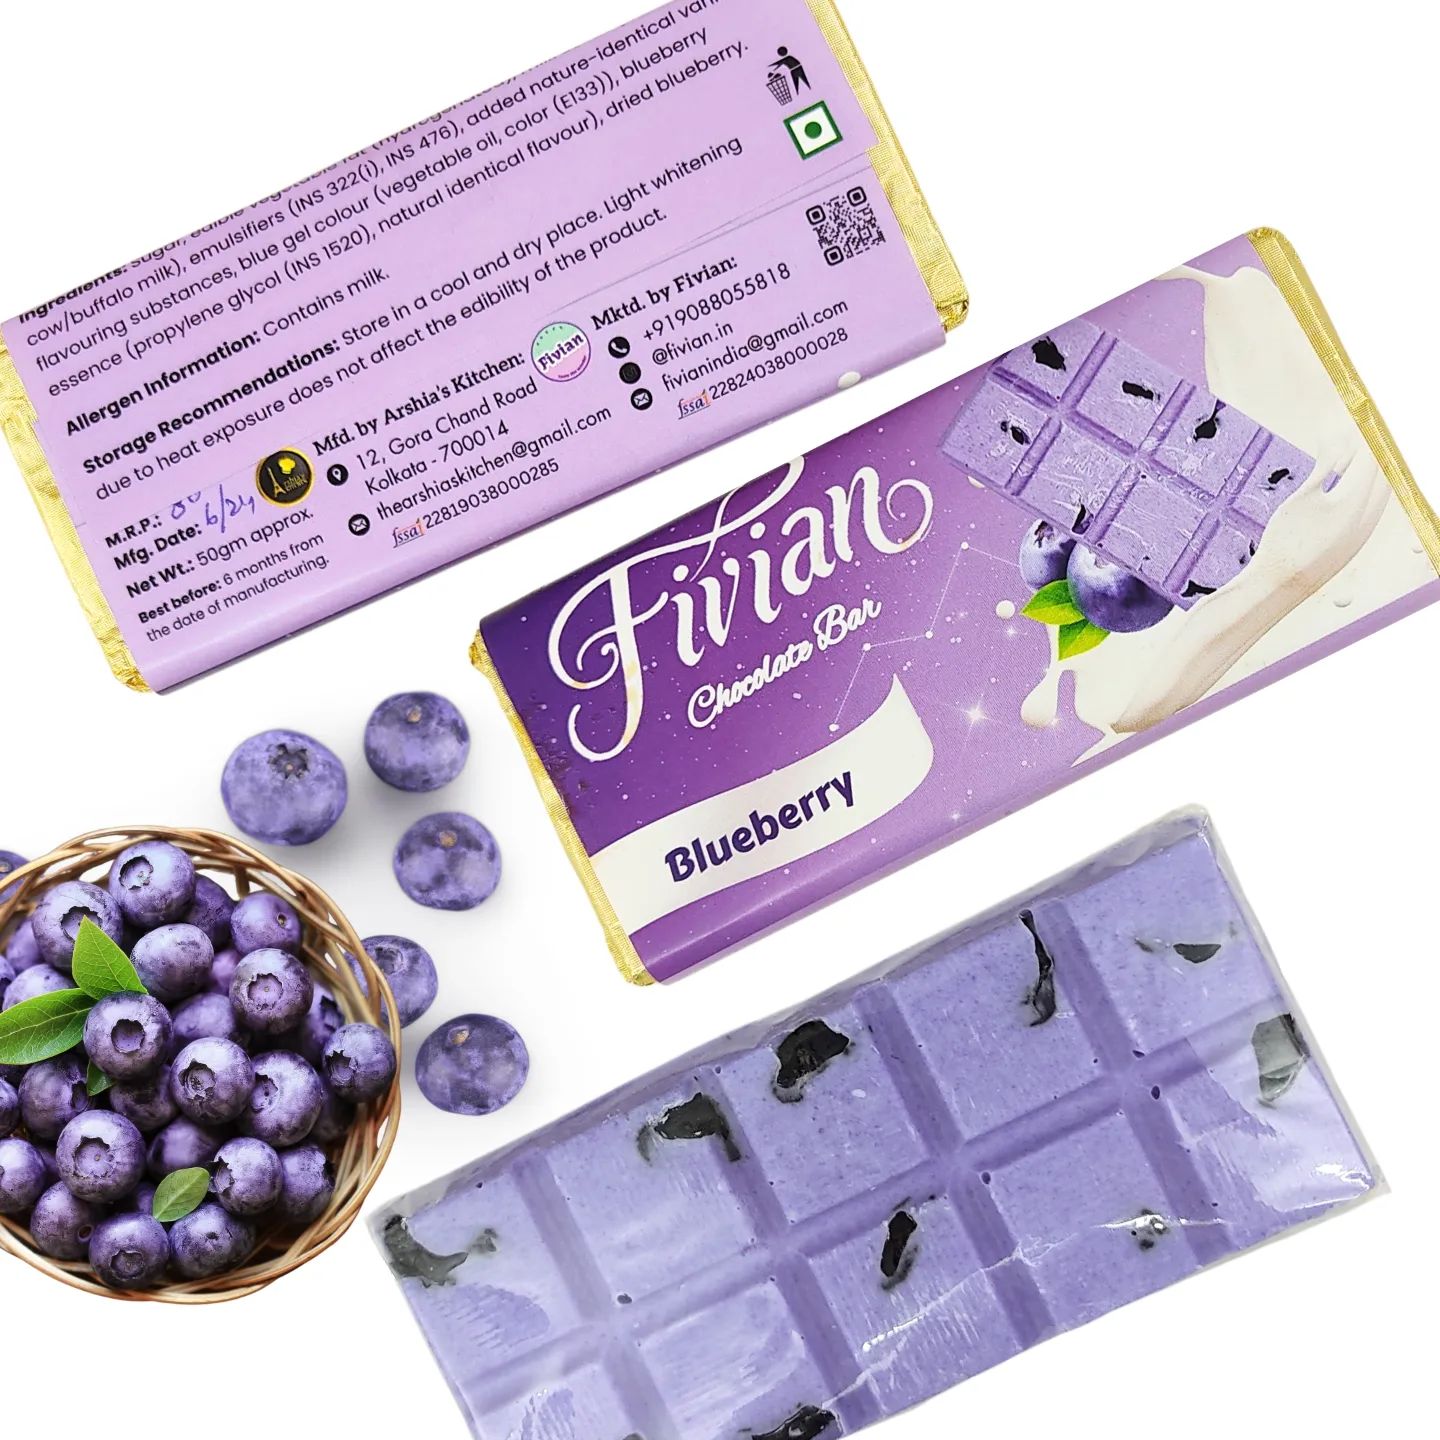 Ingredients: sugar, edible vegetable fat (hydrogenated),
cow/buffalo milk), emulsifiers (INS 322(i), INS 476), added nature-identical
flavouring substances, blue gel colour (vegetable oil, color (E133)), blueberry
essence (propylene glycol (INS 1520), natural identical flavour), dried blueberry.
Allergen Information: Contains milk.
Storage Recommendations: Store in a cool and dry place. Light whitening
due to heat exposure does not affect the edibility of the product.
M.R.P.:
Mfg. Date: 6/24
Net Wt.: 50gm approx.
Best before: 6 months from
the date of manufacturing.
Mfd. by Arshia's Kitchen:
12, Gora Chand Road
Kolkata - 700014
thearshiaskitchen@gmail.com
fssai 22819038000285
Fivian
Mktd. by Fivian:
+919088055818
@fivian.in
fivianindia@gmail.com
fssai 22824038000028
Fivian
Chocolate Bar
Blueberry